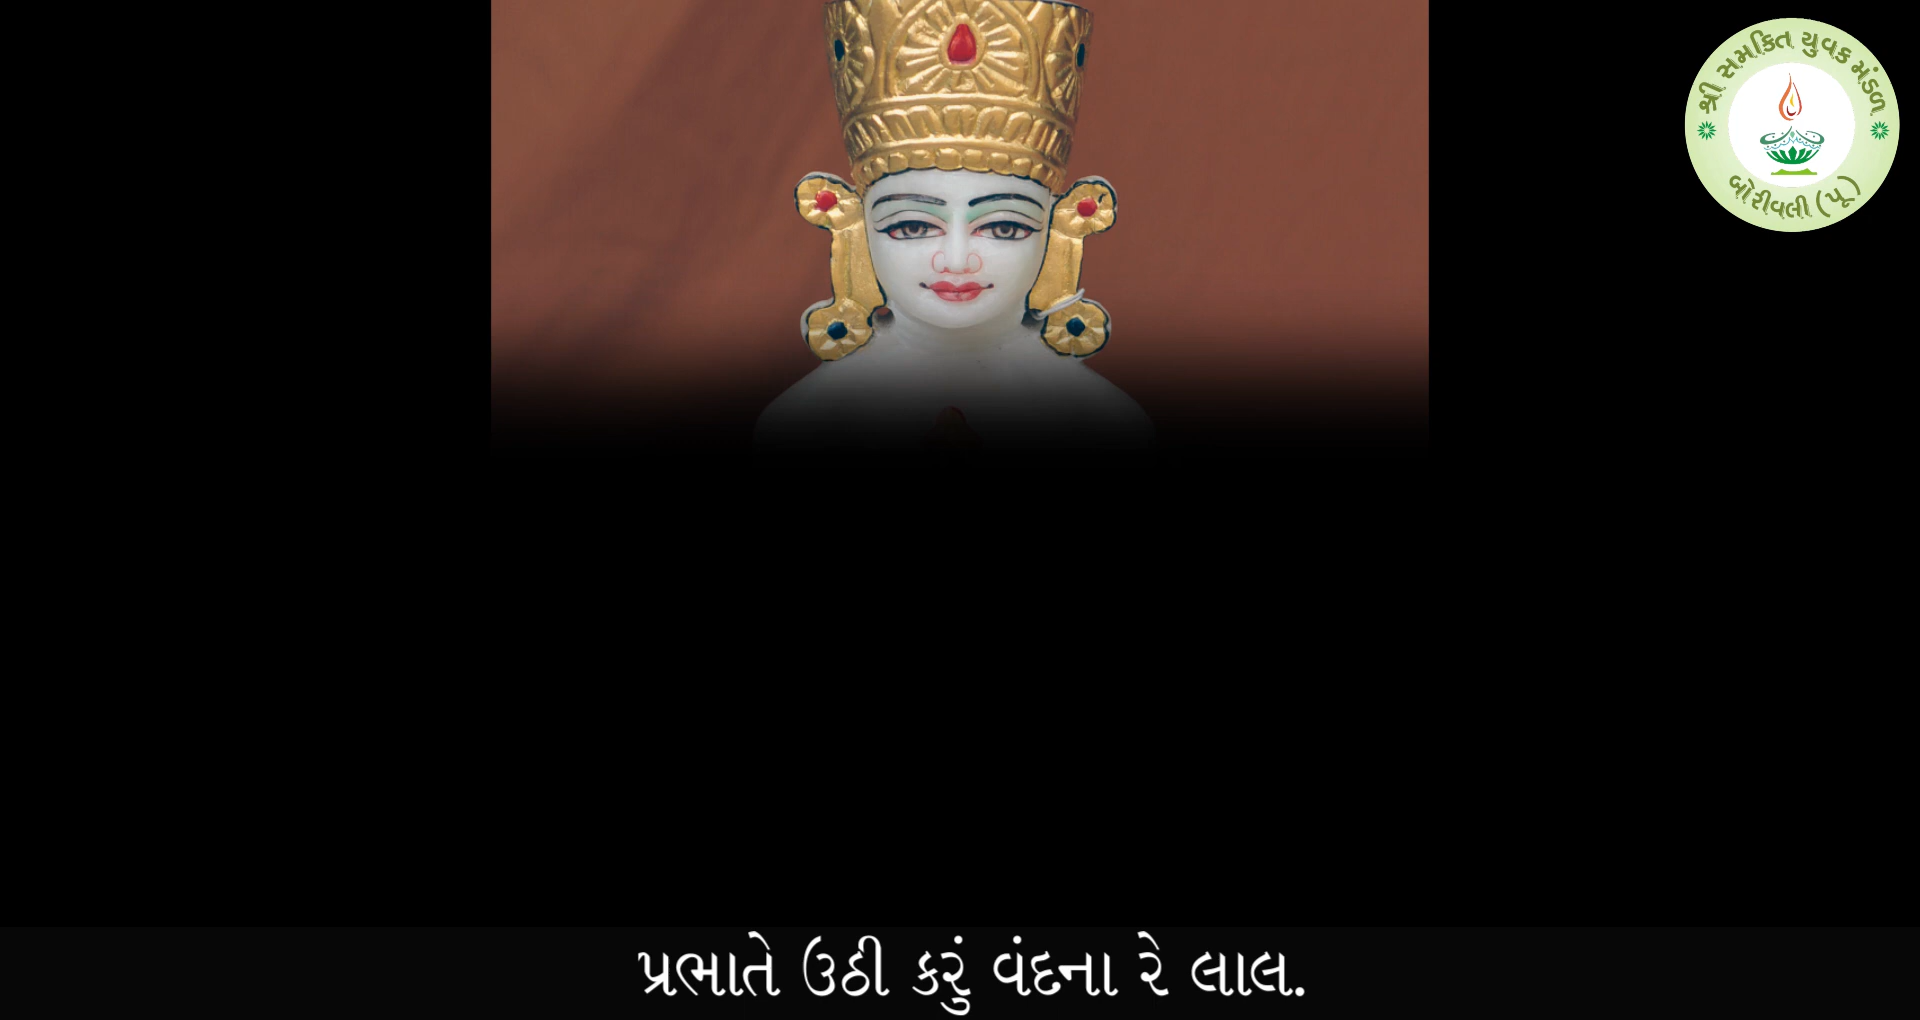 શ્રી સમકિત યુવક મંડળ
બોરીવલી (પૂ)
પ્રભાતે ઉઠી કરું વંદના રે લાલ.